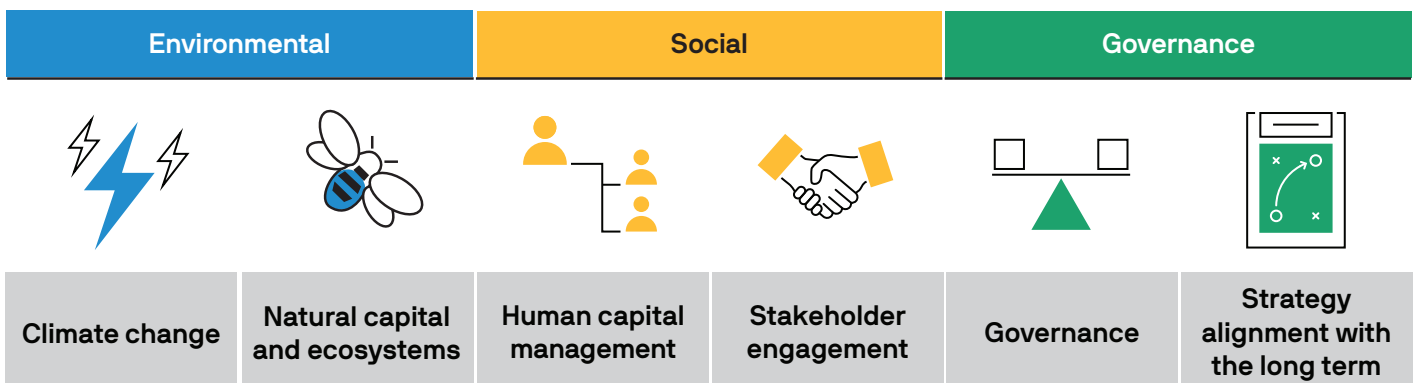 Environmental
Social
Governance
Climate change
Natural capital
and ecosystems
Human capital
management
Stakeholder
engagement
Governance
Strategy
alignment with
the long term